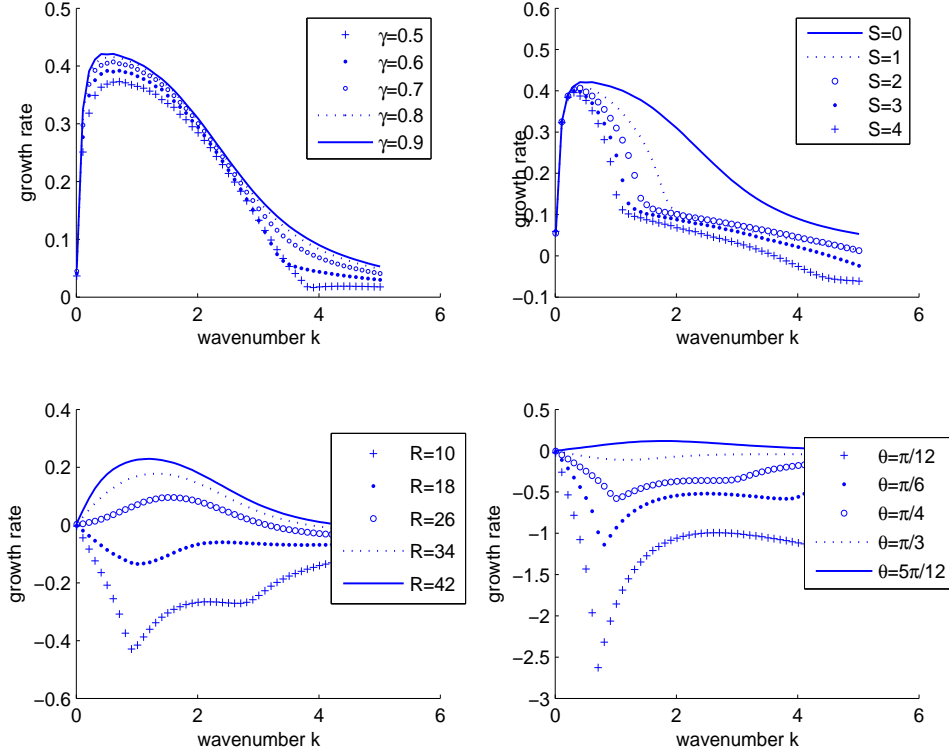 0.5
0.4
0.3
0.2
0.1
0
0
2
4
6
growth rate
wavenumber k
γ=0.5
γ=0.6
γ=0.7
γ=0.8
γ=0.9
0.6
0.5
0.4
0.3
0.2
0.1
0
−0.1
0
2
4
6
growth rate
wavenumber k
S=0
S=1
S=2
S=3
S=4
0.4
0.2
0
−0.2
−0.4
−0.6
0
2
4
6
growth rate
wavenumber k
R=10
R=18
R=26
R=34
R=42
0.5
0
−0.5
−1
−1.5
−2
−2.5
−3
0
2
4
6
growth rate
wavenumber k
θ=π/12
θ=π/6
θ=π/4
θ=π/3
θ=5π/12